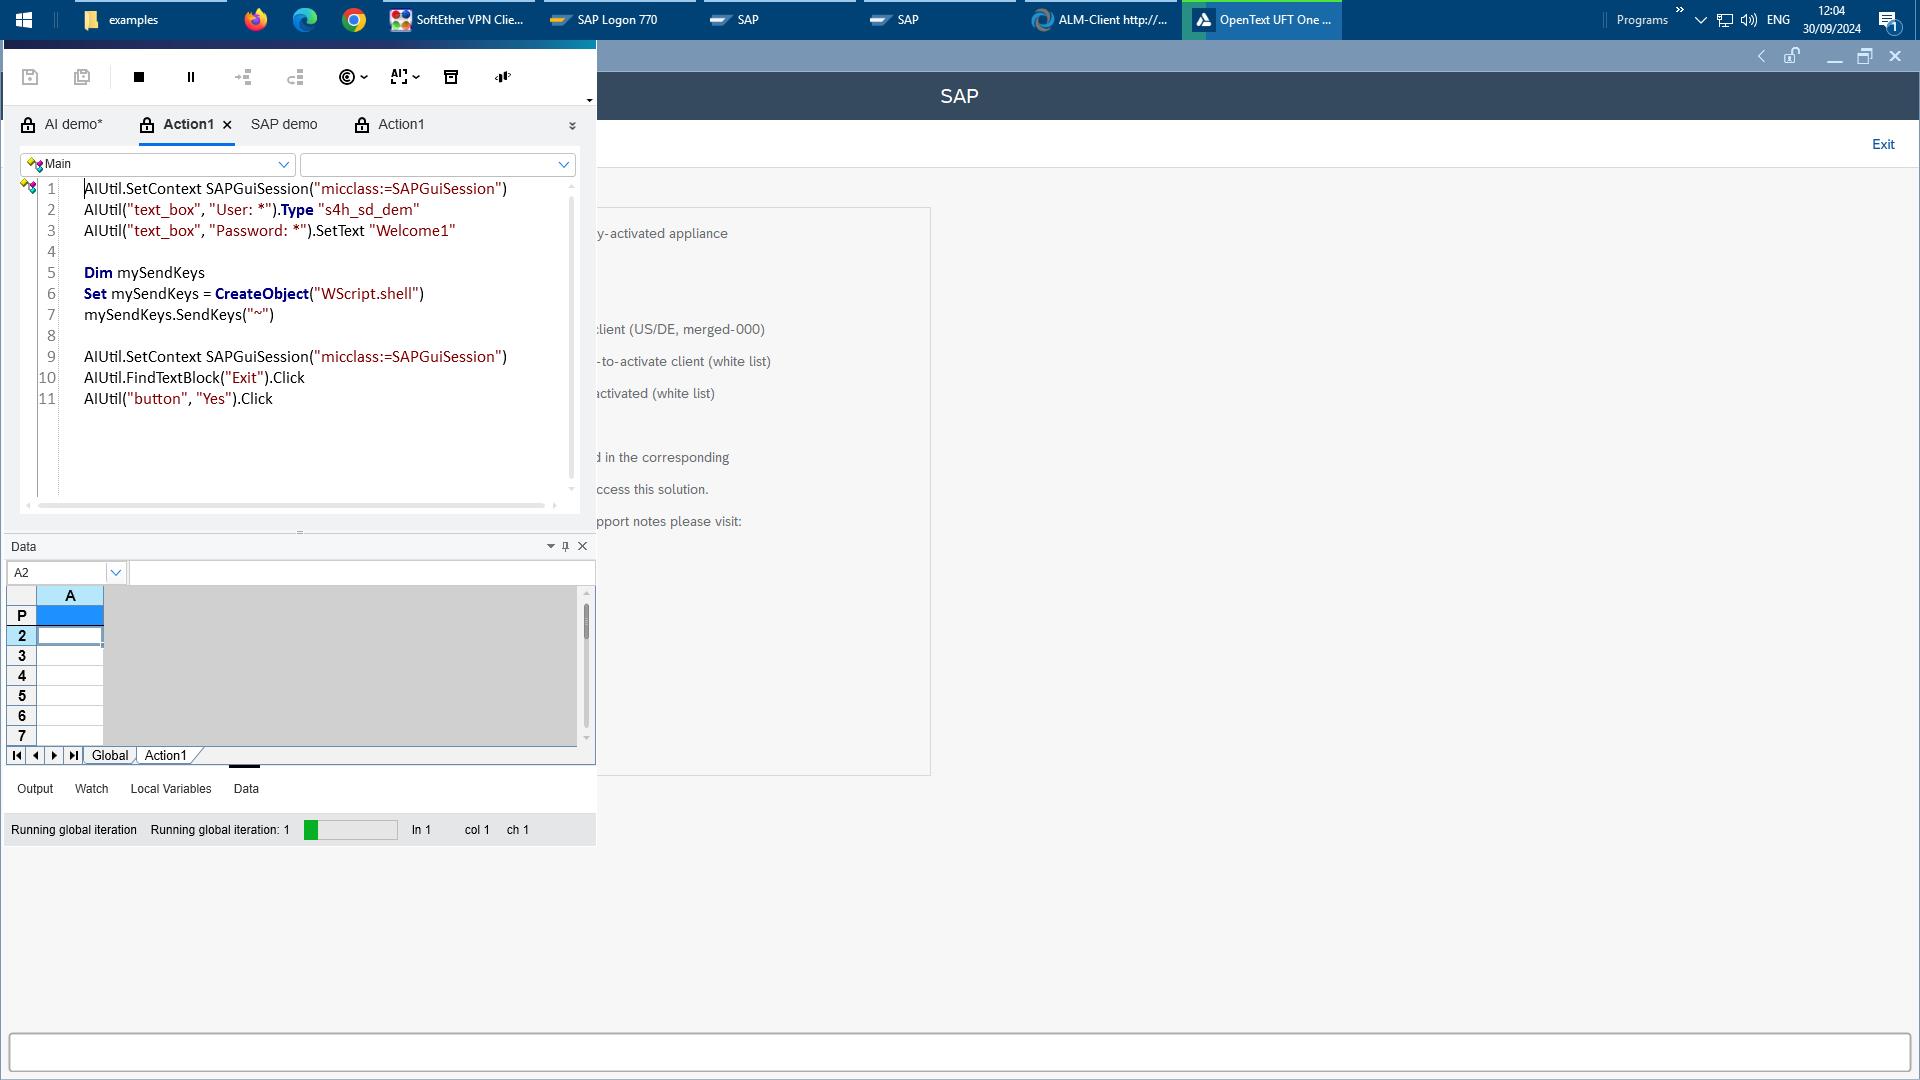 examples
SoftEther VPN Clie...
SAP Logon 770
SAP
SAP
ALM-Client http://...
OpenText UFT One ...
Programs
»
ENG
12:04
30/09/2024
1
SAP
Exit
AI demo*
Action1
SAP demo
Action1
Main
1 AIUtil.SetContext SAPGuiSession("micclass:=SAPGuiSession")
2 AIUtil("text_box", "User: *").Type "s4h_sd_dem"
3 AIUtil("text_box", "Password: *").SetText "Welcome1"
4
5 Dim mySendKeys
6 Set mySendKeys = CreateObject("WScript.shell")
7 mySendKeys.SendKeys("~")
8
9 AIUtil.SetContext SAPGuiSession("micclass:=SAPGuiSession")
10 AIUtil.FindTextBlock("Exit").Click
11 AIUtil("button", "Yes").Click
y-activated appliance
client (US/DE, merged-000)
-to-activate client (white list)
activated (white list)
d in the corresponding
ccess this solution.
pport notes please visit:
Data
A2
A
P
2
3
4
5
6
7
Global Action1
Output Watch Local Variables Data
Running global iteration Running global iteration: 1 ln 1 col 1 ch 1